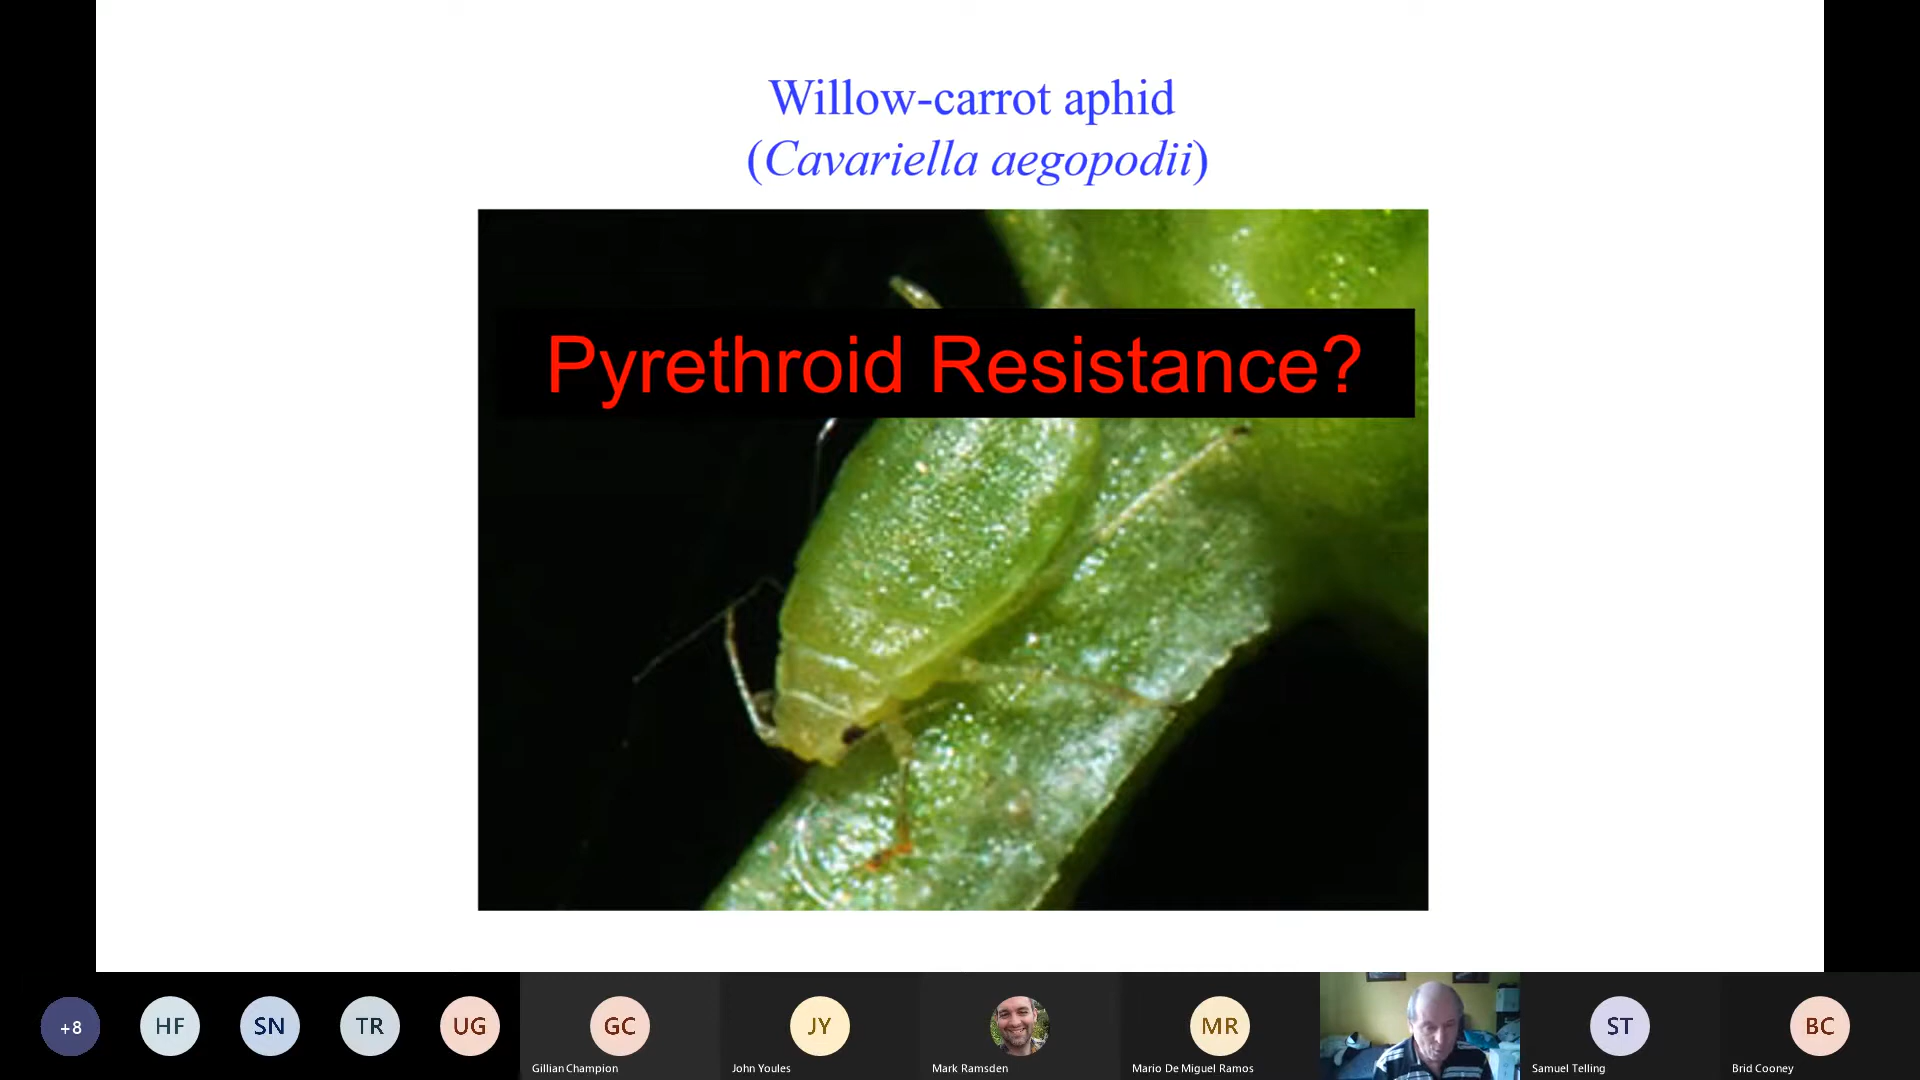 Willow-carrot aphid
(Cavariella aegopodii)
Pyrethroid Resistance?
+8
HF
SN
TR
UG
GC
JY
MR
ST
BC
Gillian Champion
John Youles
Mark Ramsden
Mario De Miguel Ramos
Samuel Telling
Brid Cooney